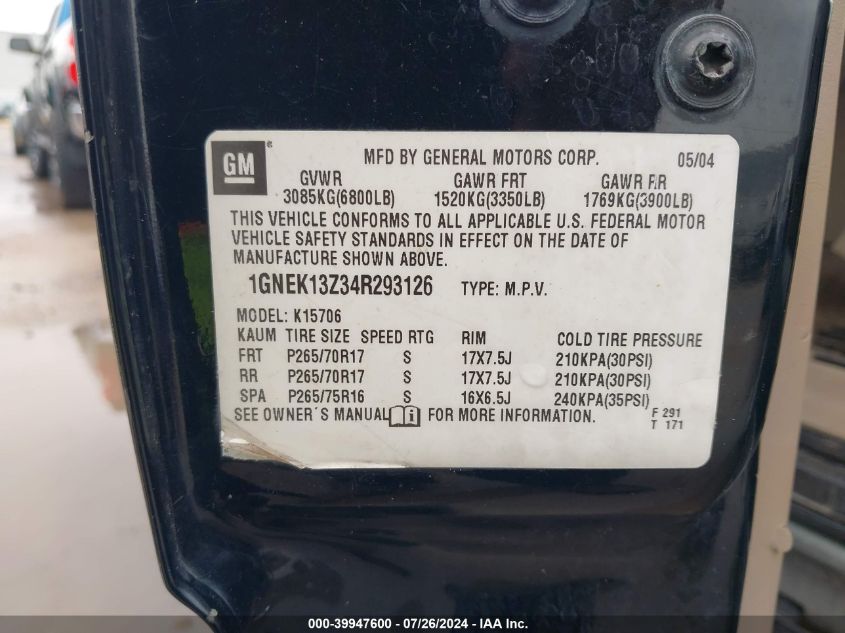 GM
MFD BY GENERAL MOTORS CORP. 05/04
GVWR GAWR FRT GAWR RR
3085KG(6800LB) 1520KG(3350LB) 1769KG(3900LB)
THIS VEHICLE CONFORMS TO ALL APPLICABLE U.S. FEDERAL MOTOR
VEHICLE SAFETY STANDARDS IN EFFECT ON THE DATE OF
MANUFACTURE SHOWN ABOVE.
1GNEK13Z34R293126 TYPE: M.P.V.
MODEL: K15706
KAUM TIRE SIZE SPEED RTG RIM COLD TIRE PRESSURE
FRT P265/70R17 S 17X7.5J 210KPA(30PSI)
RR P265/70R17 S 17X7.5J 210KPA(30PSI)
SPA P265/75R16 S 16X6.5J 240KPA(35PSI)
SEE OWNER'S MANUAL FOR MORE INFORMATION.
F 291
T 171
000-39947600 - 07/26/2024 - IAA Inc.